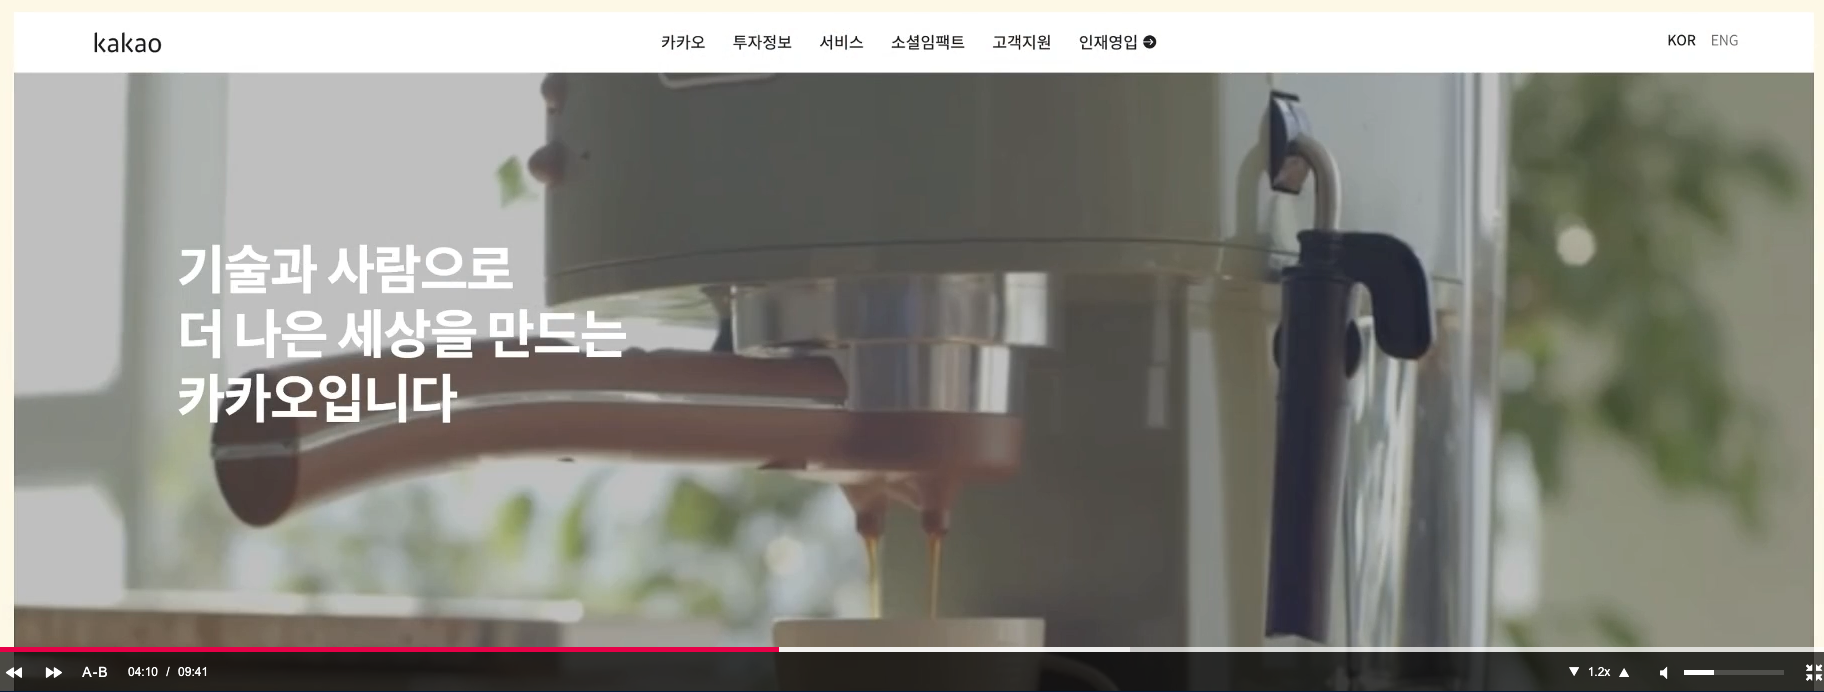 kakao
카카오 투자정보 서비스 소셜임팩트 고객지원 인재영입
KOR ENG
기술과 사람으로
더 나은 세상을 만드는
카카오입니다
A-B 04:10 / 09:41
1.2x